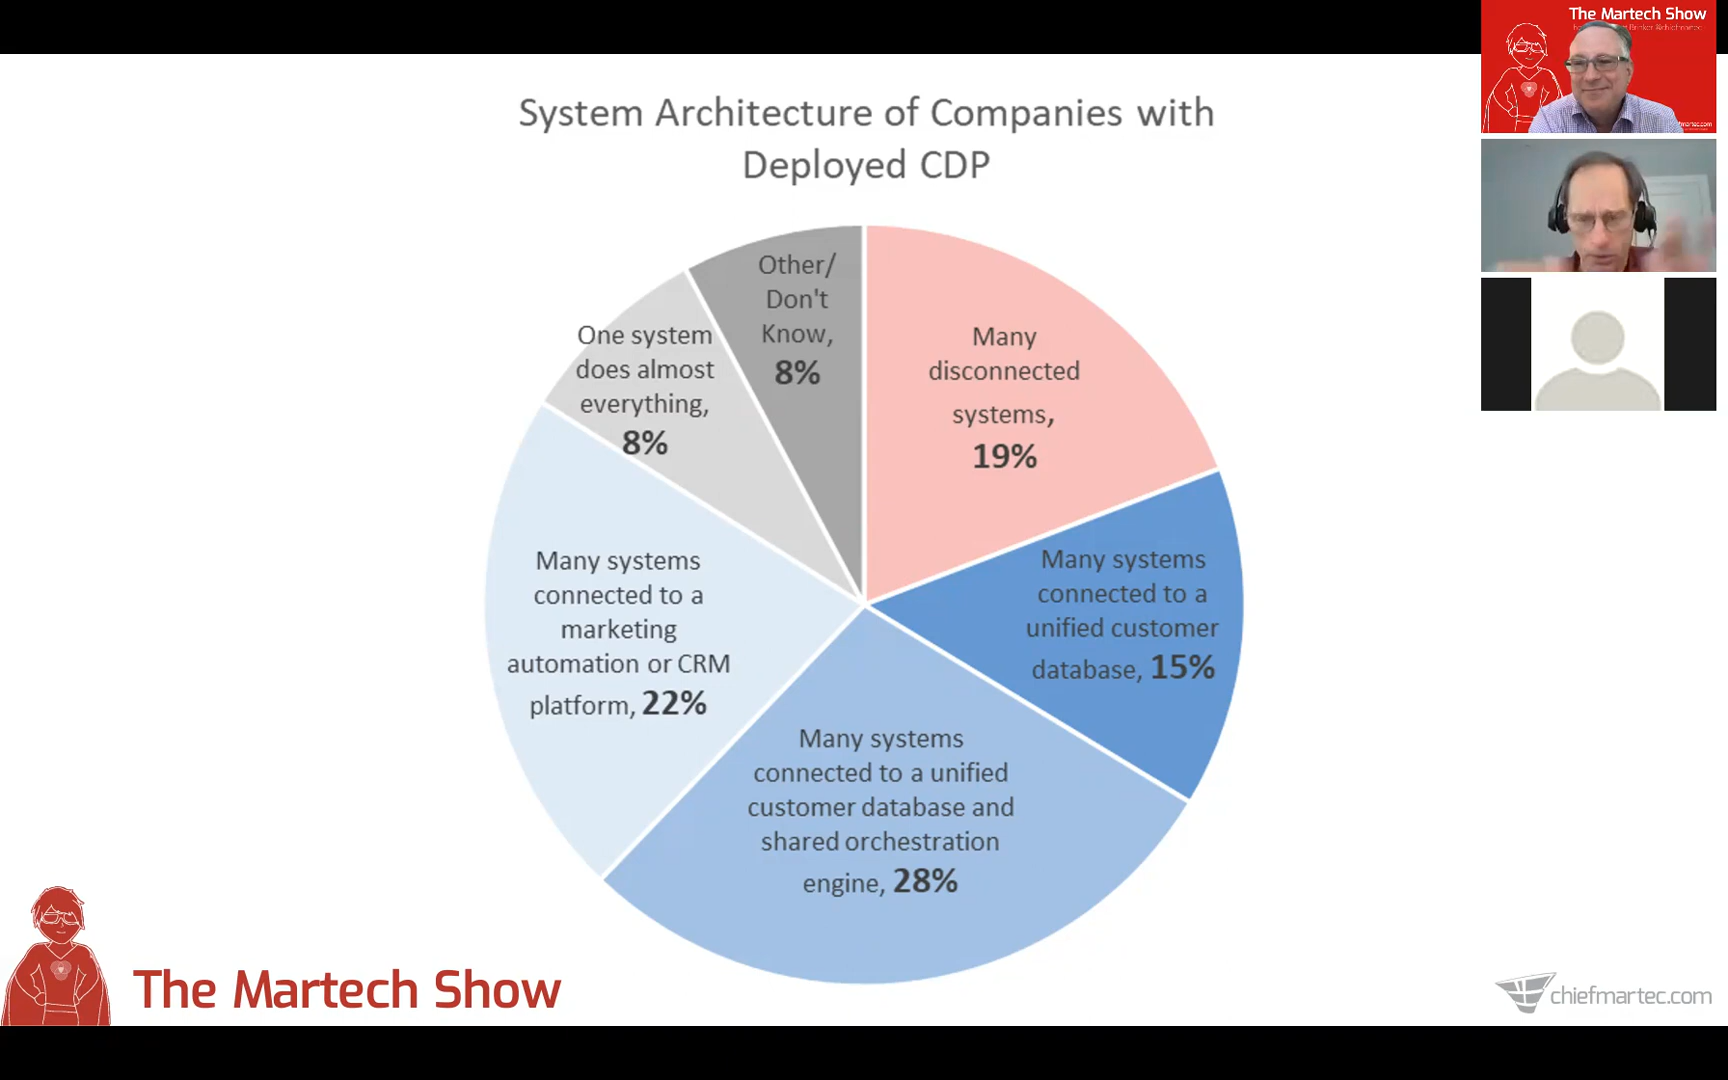 The Martech Show
System Architecture of Companies with
Deployed CDP
Other/
Don't
Know,
8%
Many
disconnected
systems,
19%
One system
does almost
everything,
8%
Many systems
connected to a
unified customer
database, 15%
Many systems
connected to a
marketing
automation or CRM
platform, 22%
Many systems
connected to a unified
customer database and
shared orchestration
engine, 28%
The Martech Show
chiefmartec.com